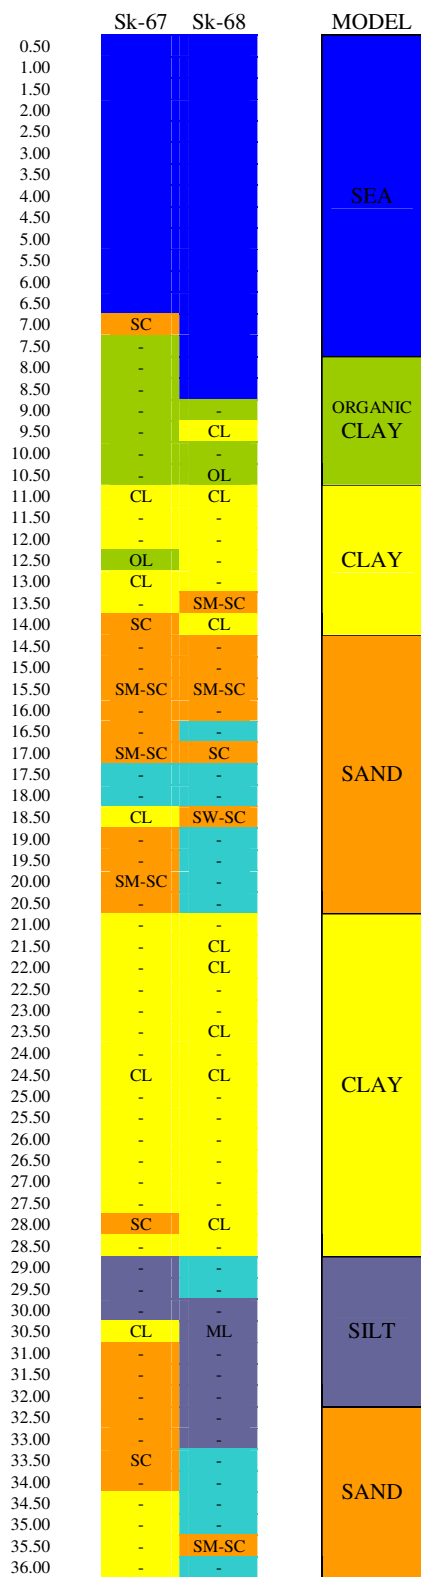 Sk-67 Sk-68 MODEL
0.50
1.00
1.50
2.00
2.50
3.00
3.50
4.00 SEA
4.50
5.00
5.50
6.00
6.50
7.00 SC
7.50 -
8.00 -
8.50 -
9.00 - - ORGANIC
9.50 - CL CLAY
10.00 - -
10.50 - OL
11.00 CL CL
11.50 - -
12.00 - -
12.50 OL - CLAY
13.00 CL -
13.50 - SM-SC
14.00 SC CL
14.50 - -
15.00 - -
15.50 SM-SC SM-SC
16.00 - -
16.50 - -
17.00 SM-SC SC
17.50 - - SAND
18.00 - -
18.50 CL SW-SC
19.00 - -
19.50 - -
20.00 SM-SC -
20.50 - -
21.00 - -
21.50 - CL
22.00 - CL
22.50 - -
23.00 - -
23.50 - CL
24.00 - -
24.50 CL CL CLAY
25.00 - -
25.50 - -
26.00 - -
26.50 - -
27.00 - -
27.50 - -
28.00 SC CL
28.50 - -
29.00 - -
29.50 - -
30.00 - -
30.50 CL ML SILT
31.00 - -
31.50 - -
32.00 - -
32.50 - -
33.00 - -
33.50 SC -
34.00 - - SAND
34.50 - -
35.00 - -
35.50 - SM-SC
36.00 - -